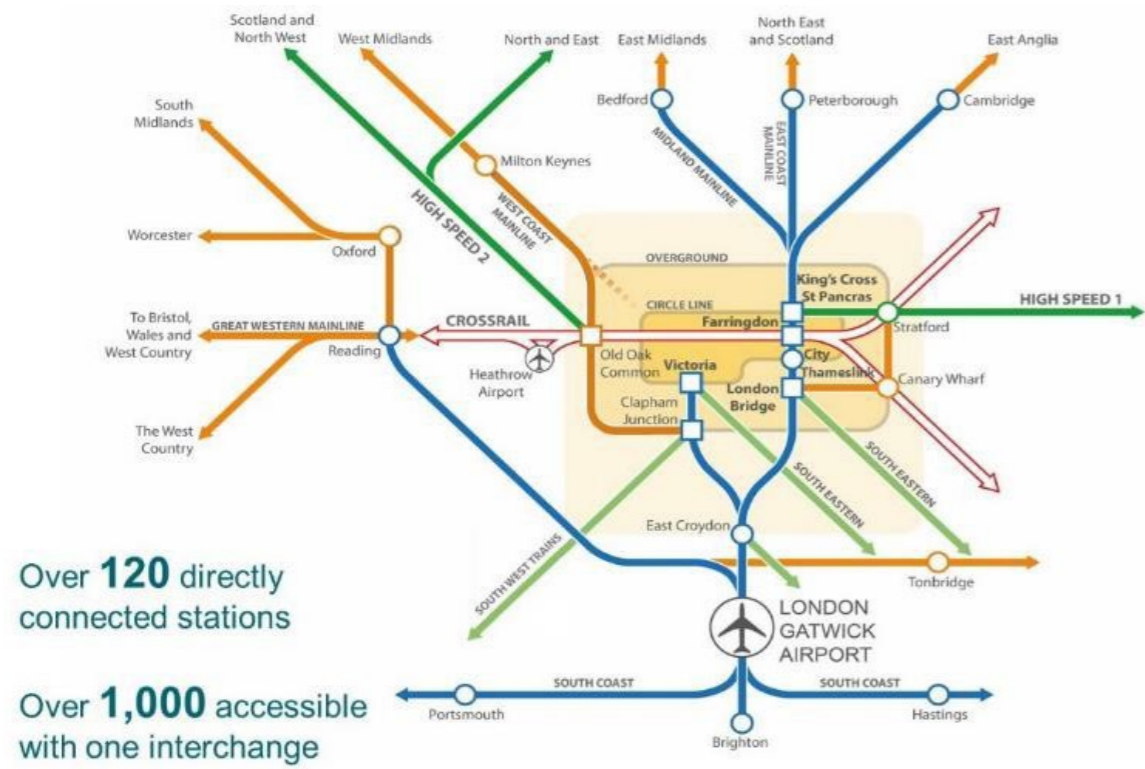 Scotland and
North West
West Midlands
North and East
East Midlands
North East
and Scotland
East Anglia
South
Midlands
Bedford
Peterborough
Cambridge
MIDLAND MAINLINE
EAST COAST
MAINLINE
Milton Keynes
WEST COAST
MAINLINE
HIGH SPEED 2
Worcester
Oxford
OVERGROUND
King's Cross
St Pancras
CIRCLE LINE
HIGH SPEED 1
To Bristol,
Wales and
West Country
GREAT WESTERN MAINLINE
Reading
CROSSRAIL
Farringdon
Stratford
Heathrow
Airport
Old Oak
Common
Victoria
City
Thameslink
London
Bridge
Canary Wharf
Clapham
Junction
The West
Country
SOUTH EASTERN
SOUTH EASTERN
East Croydon
SOUTH WEST TRAINS
Tonbridge
Over 120 directly
connected stations
LONDON
GATWICK
AIRPORT
Over 1,000 accessible
with one interchange
SOUTH COAST
SOUTH COAST
Portsmouth
Hastings
Brighton